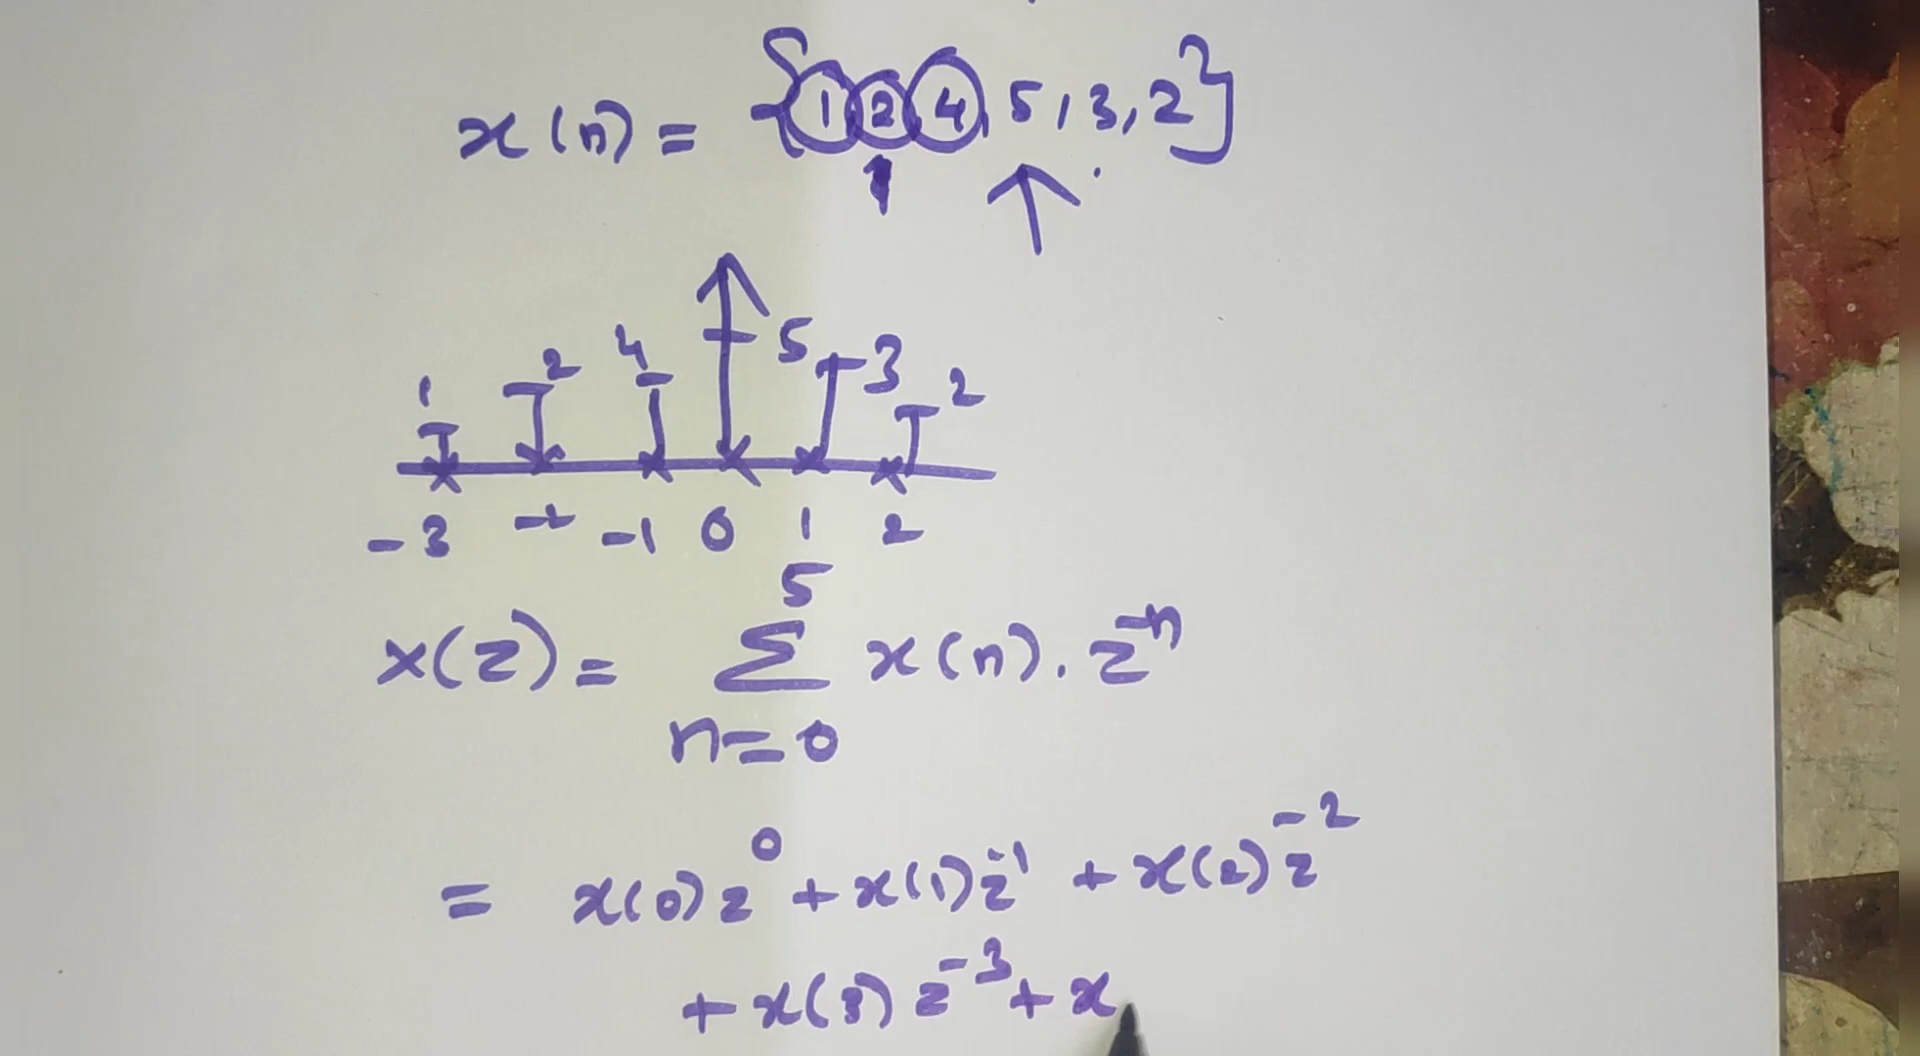 x(n) = {1 2 4, 5, 3, 2}
↑
1 2 4 5 3 2
-3 -1 0 1 2
5
x(z) = Σ x(n). z^-n
n=0
= x(0) z^0 + x(1) z^-1 + x(2) z^-2
+ x(3) z^-3 + x